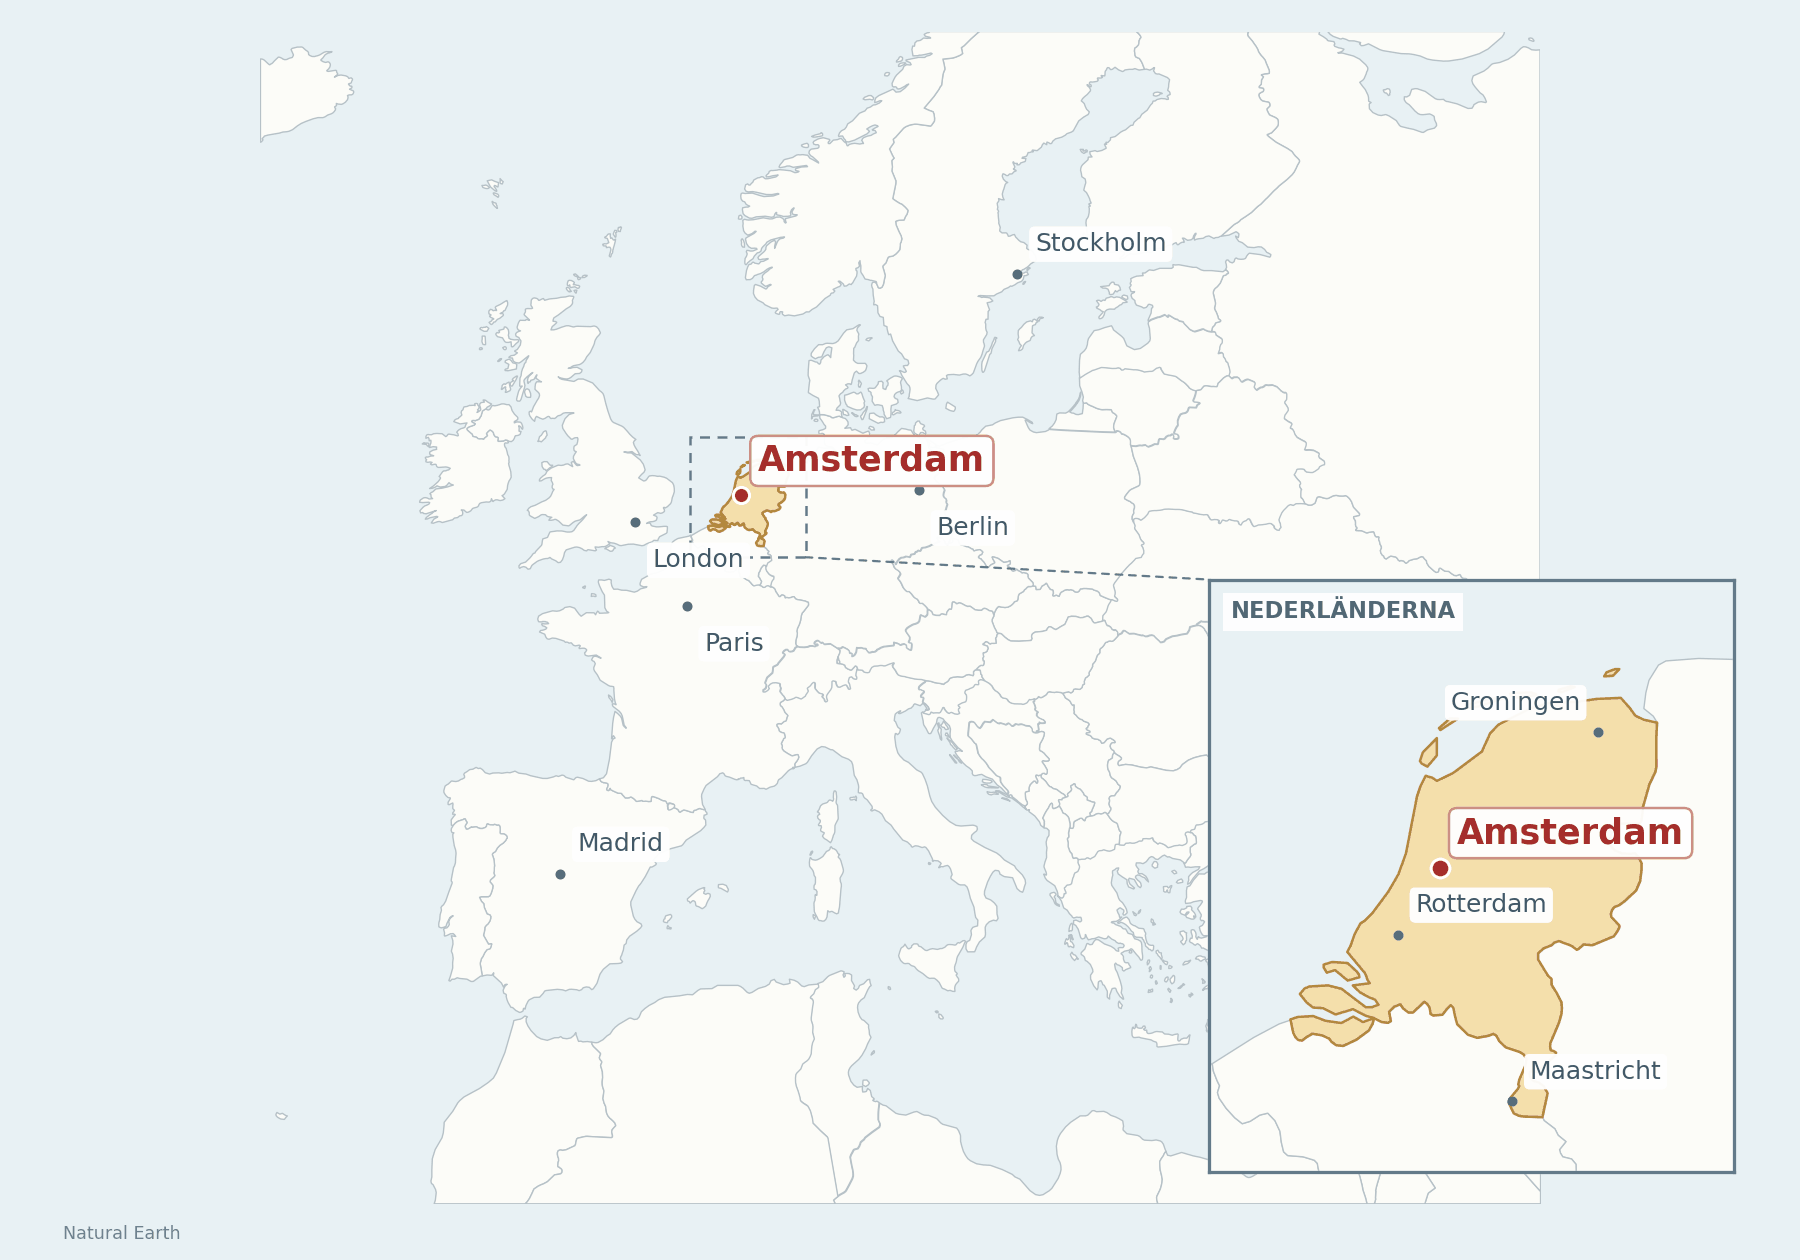 Stockholm
Amsterdam
Berlin
London
Paris
Madrid
NEDERLÄNDERNA
Groningen
Amsterdam
Rotterdam
Maastricht
Natural Earth